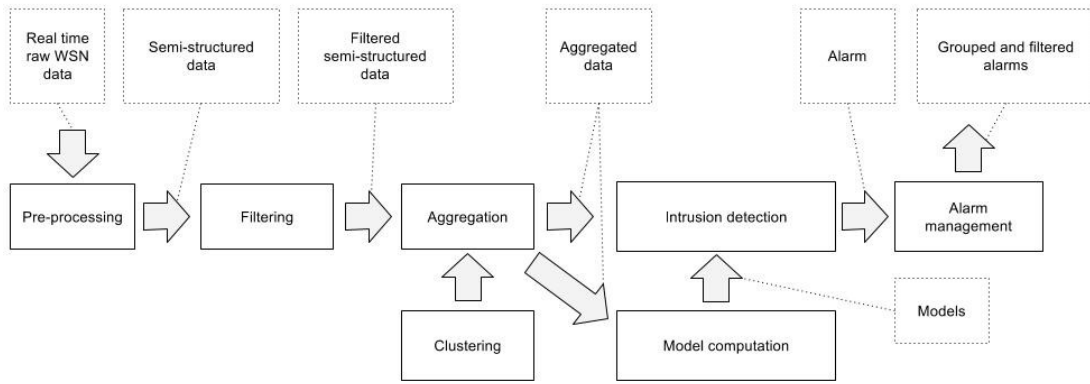 Real time
raw WSN
data
Semi-structured
data
Filtered
semi-structured
data
Aggregated
data
Alarm
Grouped and filtered
alarms
Pre-processing
Filtering
Aggregation
Intrusion detection
Alarm
management
Clustering
Model computation
Models